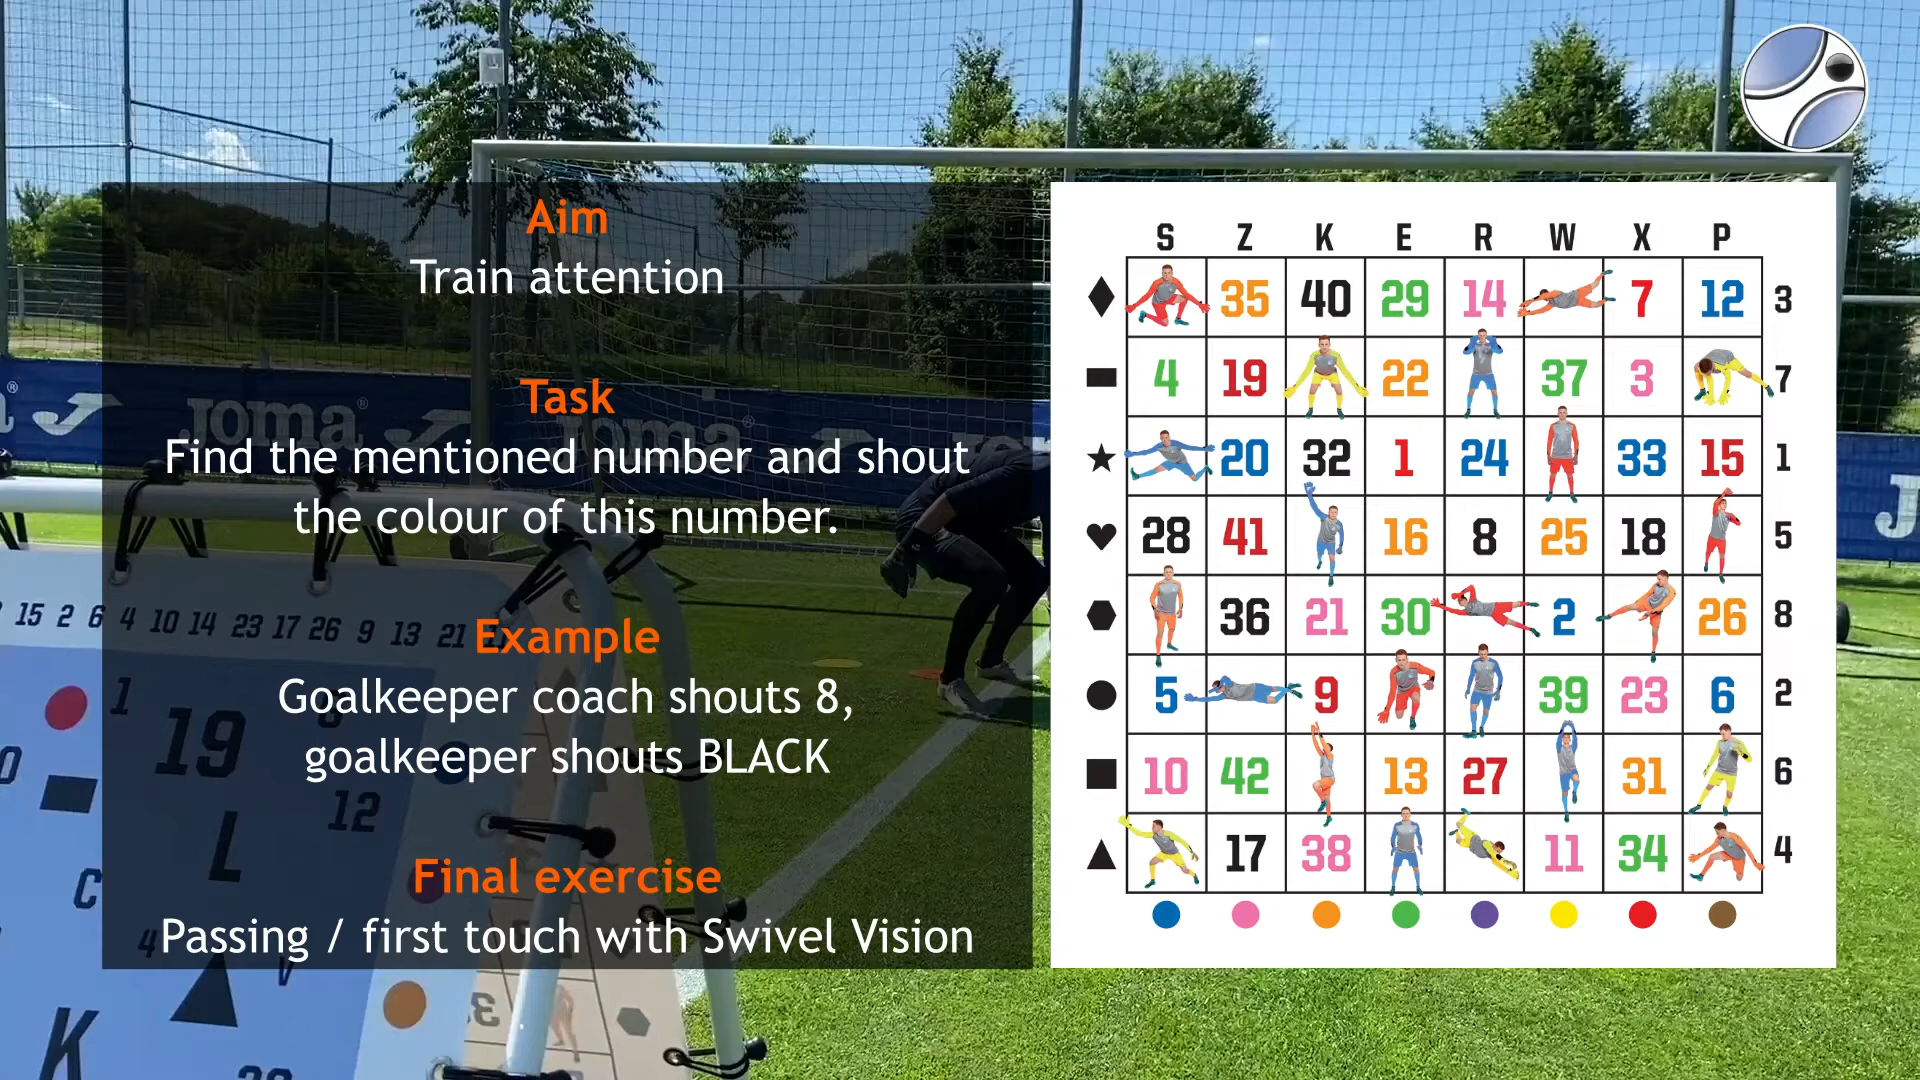 Aim
Train attention
Task
Find the mentioned number and shout
the colour of this number.
Example
Goalkeeper coach shouts 8,
goalkeeper shouts BLACK
Final exercise
Passing / first touch with Swivel Vision
S Z K E R W X P
35 40 29 14 7 12 3
4 19 22 37 3 7
20 32 1 24 33 15 1
28 41 16 8 25 18 5
36 21 30 2 26 8
5 9 39 23 6 2
10 42 13 27 31 6
17 38 11 34 4
Joma
Joma
15 2 6 4 10 14 23 17 26 9 13 21
1 19 8
12
L
C
4 V
K